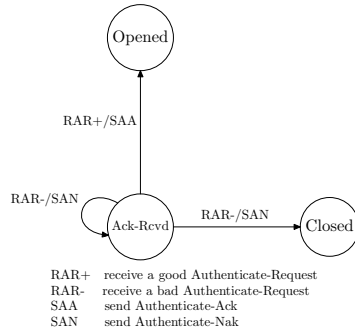 Opened
RAR+/SAA
RAR-/SAN
Ack-Rcvd
RAR-/SAN
Closed
RAR+ receive a good Authenticate-Request
RAR- receive a bad Authenticate-Request
SAA send Authenticate-Ack
SAN send Authenticate-Nak